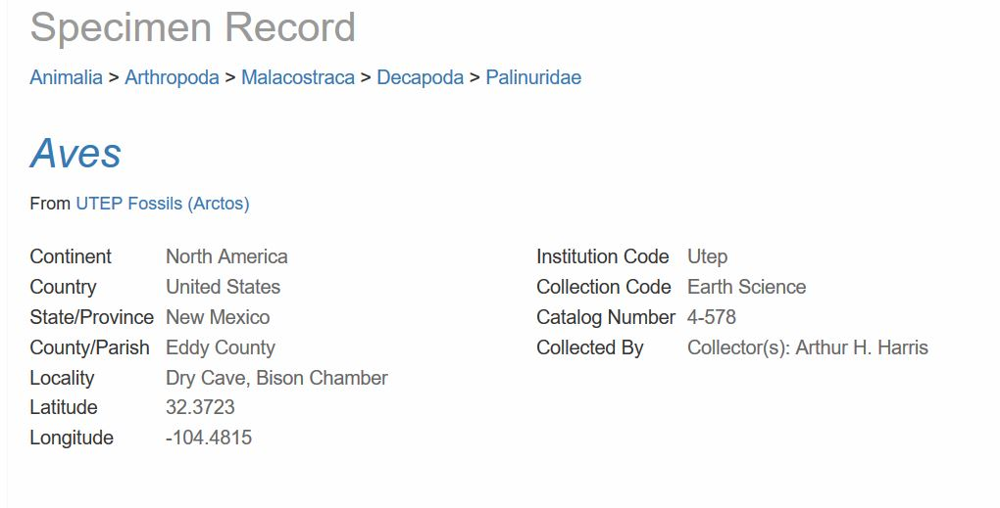 Specimen Record
Animalia > Arthropoda > Malacostraca > Decapoda > Palinuridae
Aves
From UTEP Fossils (Arctos)
Continent North America
Country United States
State/Province New Mexico
County/Parish Eddy County
Locality Dry Cave, Bison Chamber
Latitude 32.3723
Longitude -104.4815
Institution Code Utep
Collection Code Earth Science
Catalog Number 4-578
Collected By Collector(s): Arthur H. Harris